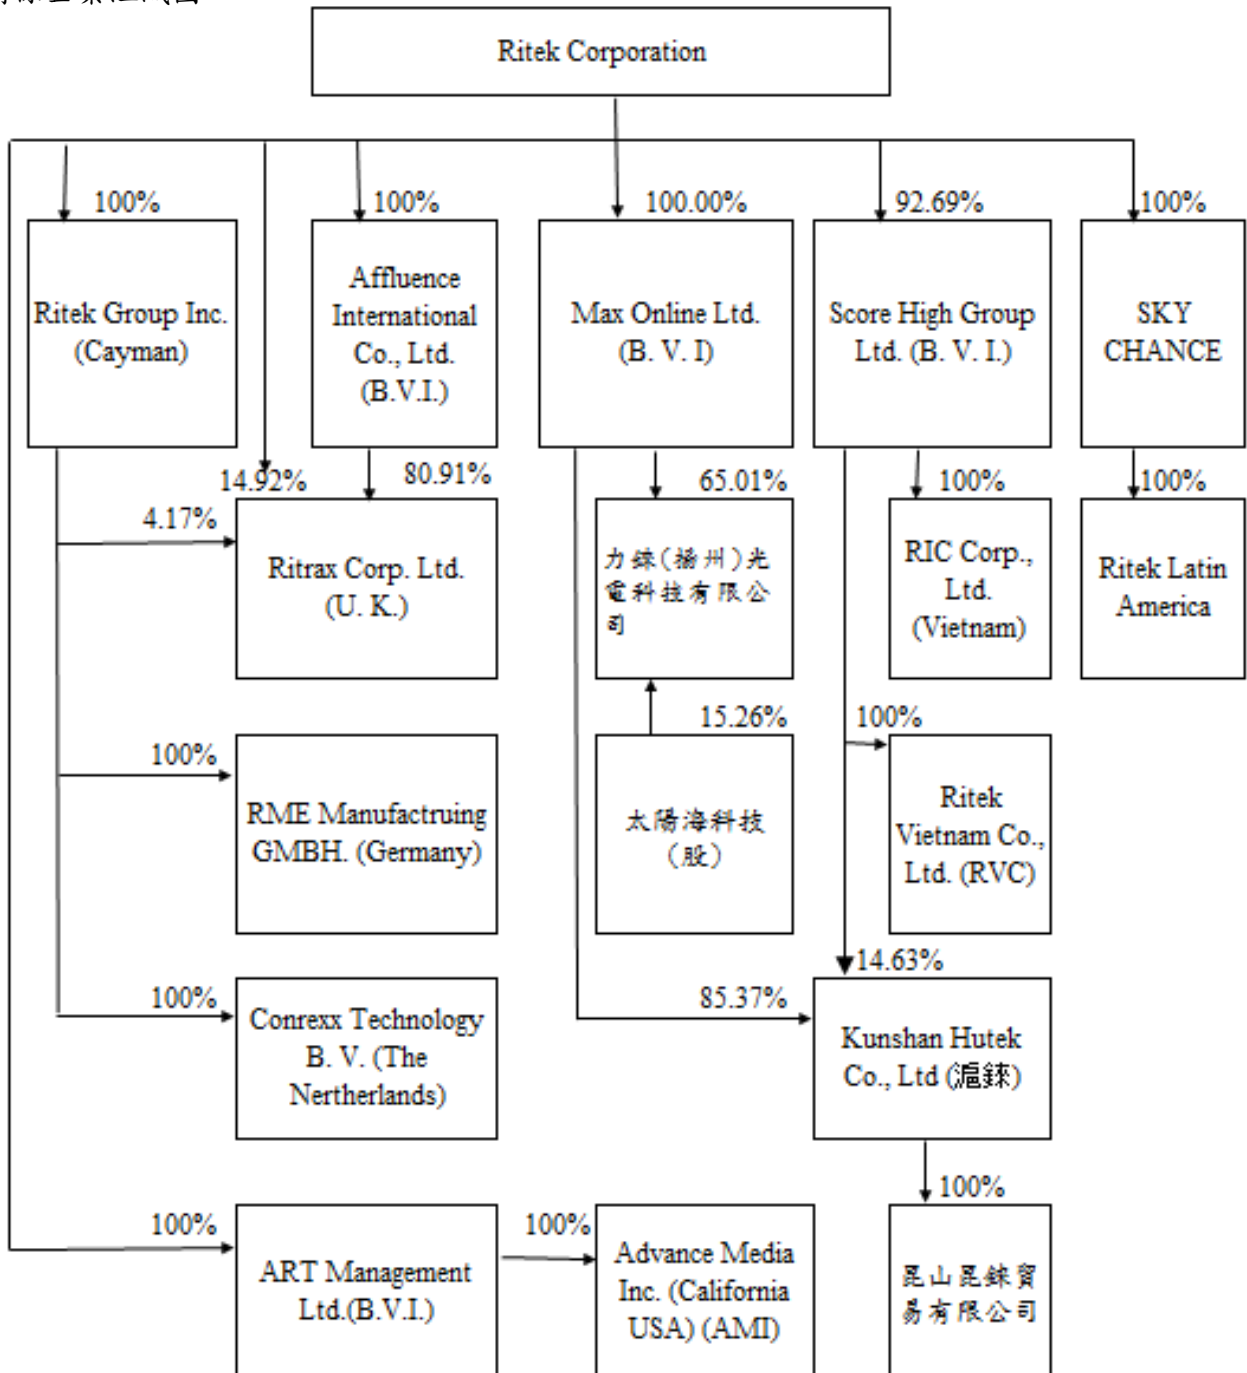 Ritek Corporation
100%
100%
100.00%
92.69%
100%
Ritek Group Inc.
(Cayman)
Affluence
International
Co., Ltd.
(B.V.I.)
Max Online Ltd.
(B. V. I)
Score High Group
Ltd. (B. V. I.)
SKY
CHANCE
14.92%
80.91%
65.01%
100%
100%
4.17%
Ritrax Corp. Ltd.
(U. K.)
力錸(揚州)光
電科技有限公
司
RIC Corp.,
Ltd.
(Vietnam)
Ritek Latin
America
15.26%
100%
100%
RME Manufactruing
GMBH. (Germany)
太陽海科技
(股)
Ritek
Vietnam Co.,
Ltd. (RVC)
14.63%
100%
85.37%
Conrexx Technology
B. V. (The
Nertherlands)
Kunshan Hutek
Co., Ltd (滬錸)
100%
100%
100%
ART Management
Ltd.(B.V.I.)
Advance Media
Inc. (California
USA) (AMI)
昆山昆錸貿
易有限公司